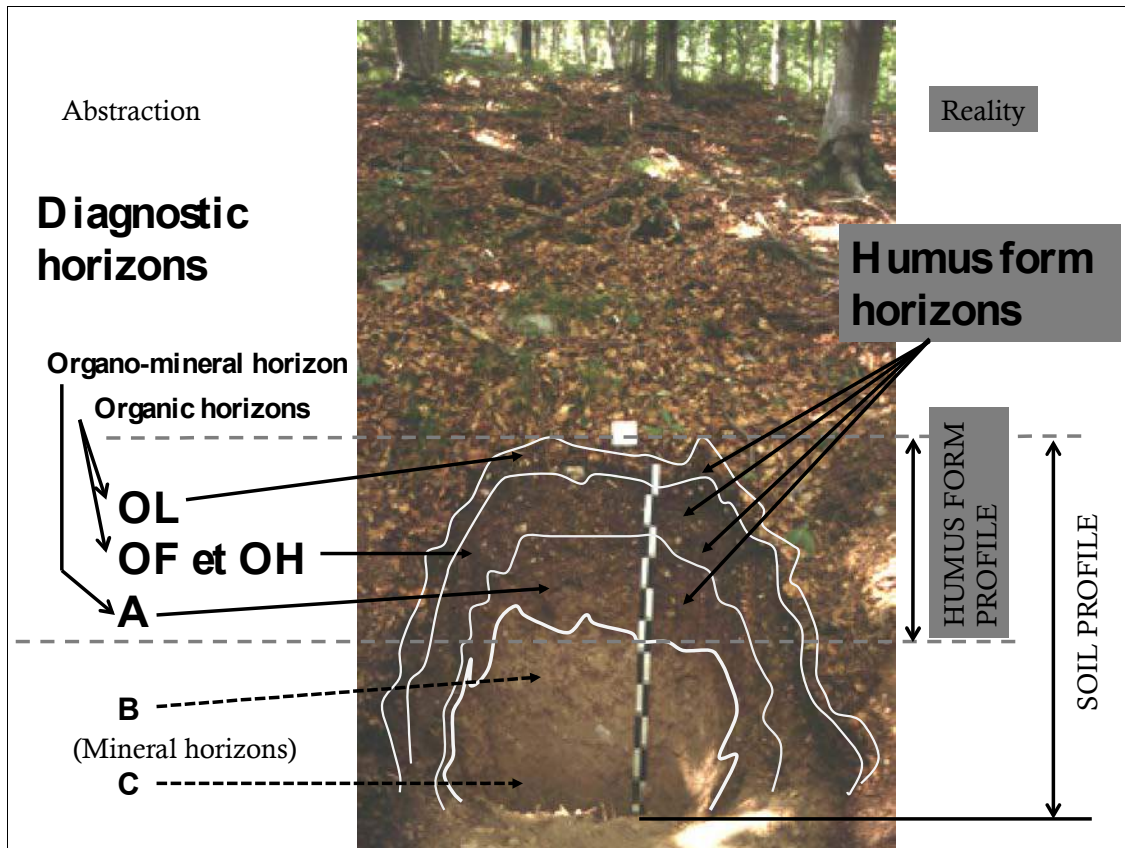 Abstraction
Reality
Diagnostic
horizons
Humus form
horizons
Organo-mineral horizon
Organic horizons
OL
OF et OH
A
B
(Mineral horizons)
C
HUMUS FORM
PROFILE
SOIL PROFILE